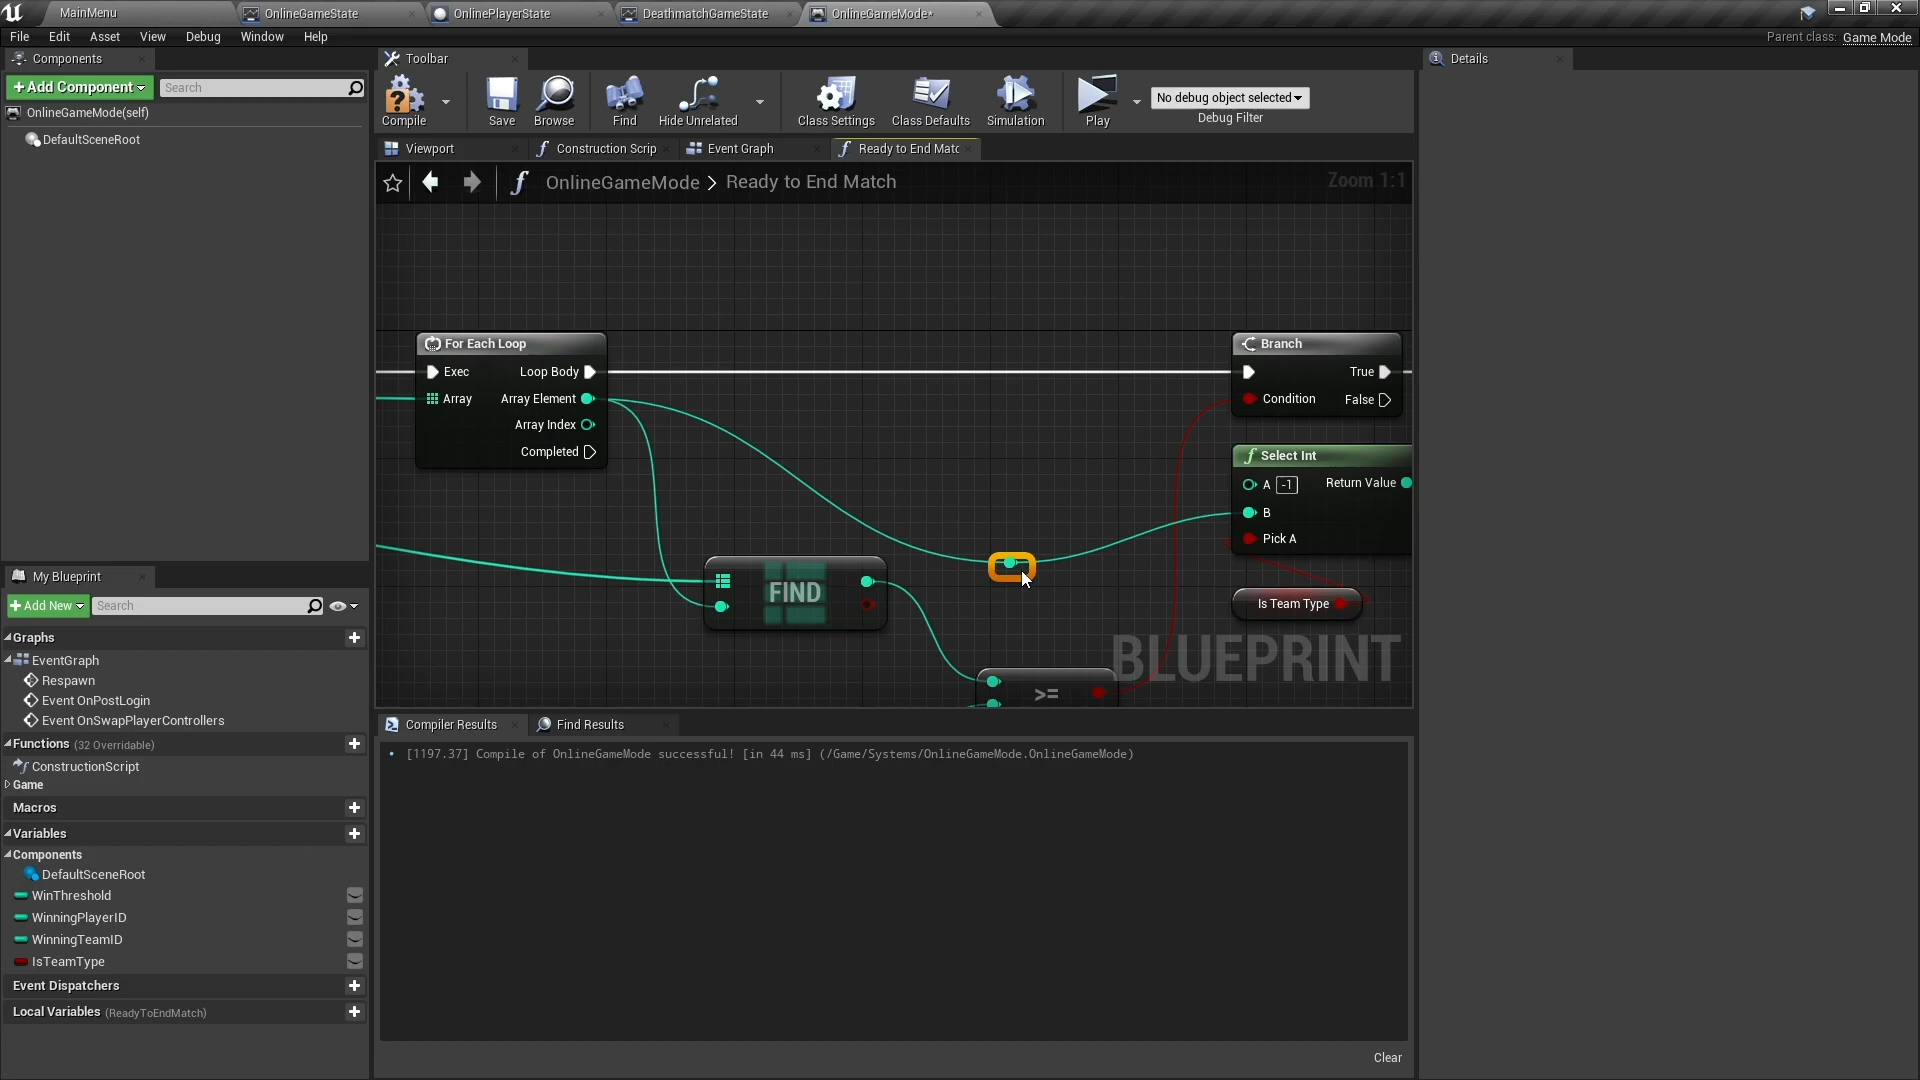 MainMenu
OnlineGameState
OnlinePlayerState
DeathmatchGameState
OnlineGameMode*
File Edit Asset View Debug Window Help
Parent class: Game Mode
Components
Toolbar
Details
+Add Component
Search
Compile
Save
Browse
Find
Hide Unrelated
Class Settings
Class Defaults
Simulation
Play
No debug object selected
Debug Filter
OnlineGameMode(self)
DefaultSceneRoot
Viewport
Construction Scrip
Event Graph
Ready to End Matc
OnlineGameMode > Ready to End Match
Zoom 1:1
For Each Loop
Exec Loop Body
Array Array Element
Array Index
Completed
Branch
True
Condition False
Select Int
A -1 Return Value
B
Pick A
FIND
Is Team Type
>=
BLUEPRINT
My Blueprint
+Add New
Search
Graphs
EventGraph
Respawn
Event OnPostLogin
Event OnSwapPlayerControllers
Functions (32 Overridable)
ConstructionScript
Game
Macros
Variables
Components
DefaultSceneRoot
WinThreshold
WinningPlayerID
WinningTeamID
IsTeamType
Event Dispatchers
Local Variables (ReadyToEndMatch)
Compiler Results
Find Results
[1197.37] Compile of OnlineGameMode successful! [in 44 ms] (/Game/Systems/OnlineGameMode.OnlineGameMode)
Clear